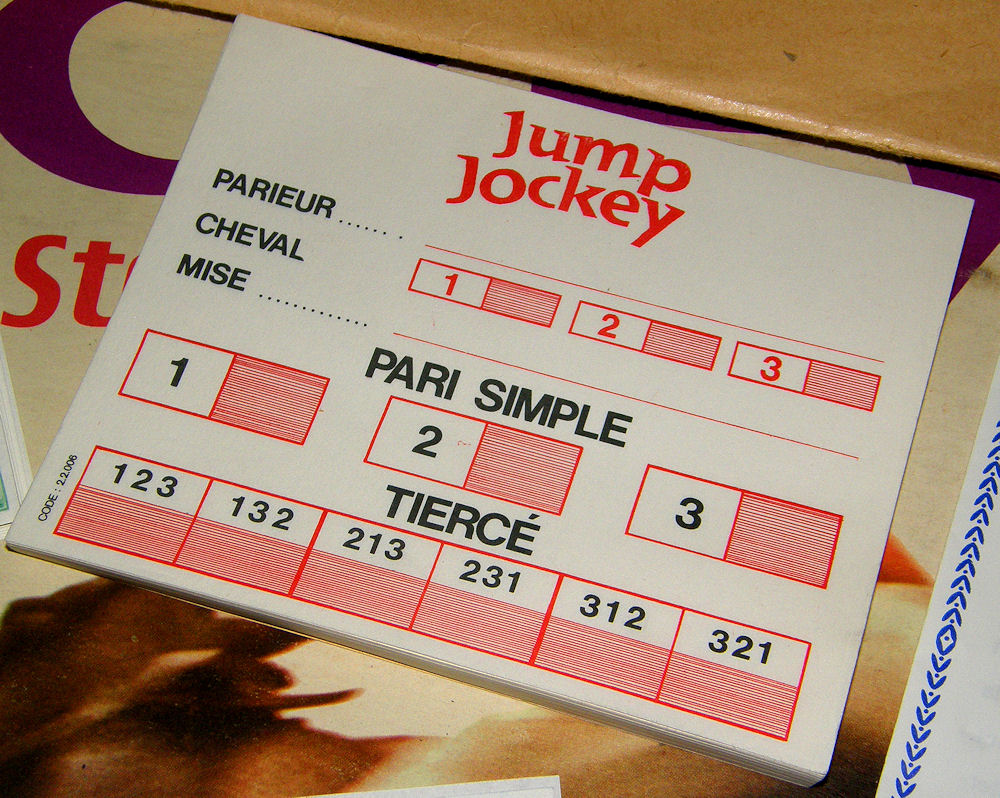 Jump
Jockey
PARIEUR..........
CHEVAL
1 2 3
MISE ................
PARI SIMPLE
1 2 3
TIERCÉ
123 132 213 231 312 321
CODE : 2.2.006
St